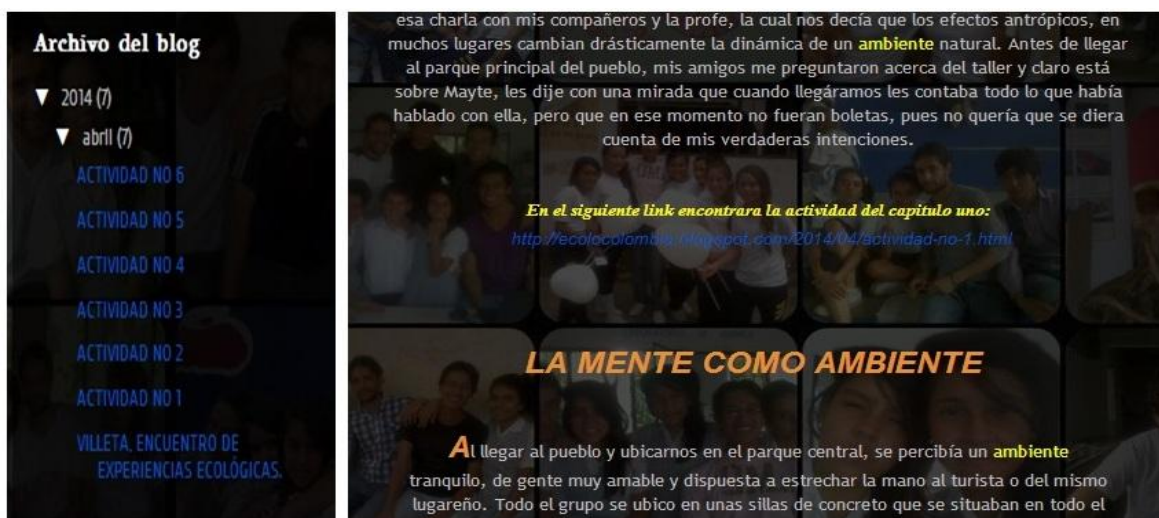 Archivo del blog
▼ 2014 (7)
▼ abril (7)
ACTIVIDAD NO 6
ACTIVIDAD NO 5
ACTIVIDAD NO 4
ACTIVIDAD NO 3
ACTIVIDAD NO 2
ACTIVIDAD NO 1
VILLETA, ENCUENTRO DE
EXPERIENCIAS ECOLÓGICAS.
esa charla con mis compañeros y la profe, la cual nos decía que los efectos antrópicos, en
muchos lugares cambian drásticamente la dinámica de un ambiente natural. Antes de llegar
al parque principal del pueblo, mis amigos me preguntaron acerca del taller y claro está
sobre Mayte, les dije con una mirada que cuando llegáramos les contaba todo lo que había
hablado con ella, pero que en ese momento no fueran boletas, pues no quería que se diera
cuenta de mis verdaderas intenciones.
En el siguiente link encontrara la actividad del capitulo uno:
http://ecolocolombia.blogspot.com/2014/04/actividad-no-1.html
LA MENTE COMO AMBIENTE
Al llegar al pueblo y ubicarnos en el parque central, se percibía un ambiente
tranquilo, de gente muy amable y dispuesta a estrechar la mano al turista o del mismo
lugareño. Todo el grupo se ubico en unas sillas de concreto que se situaban en todo el